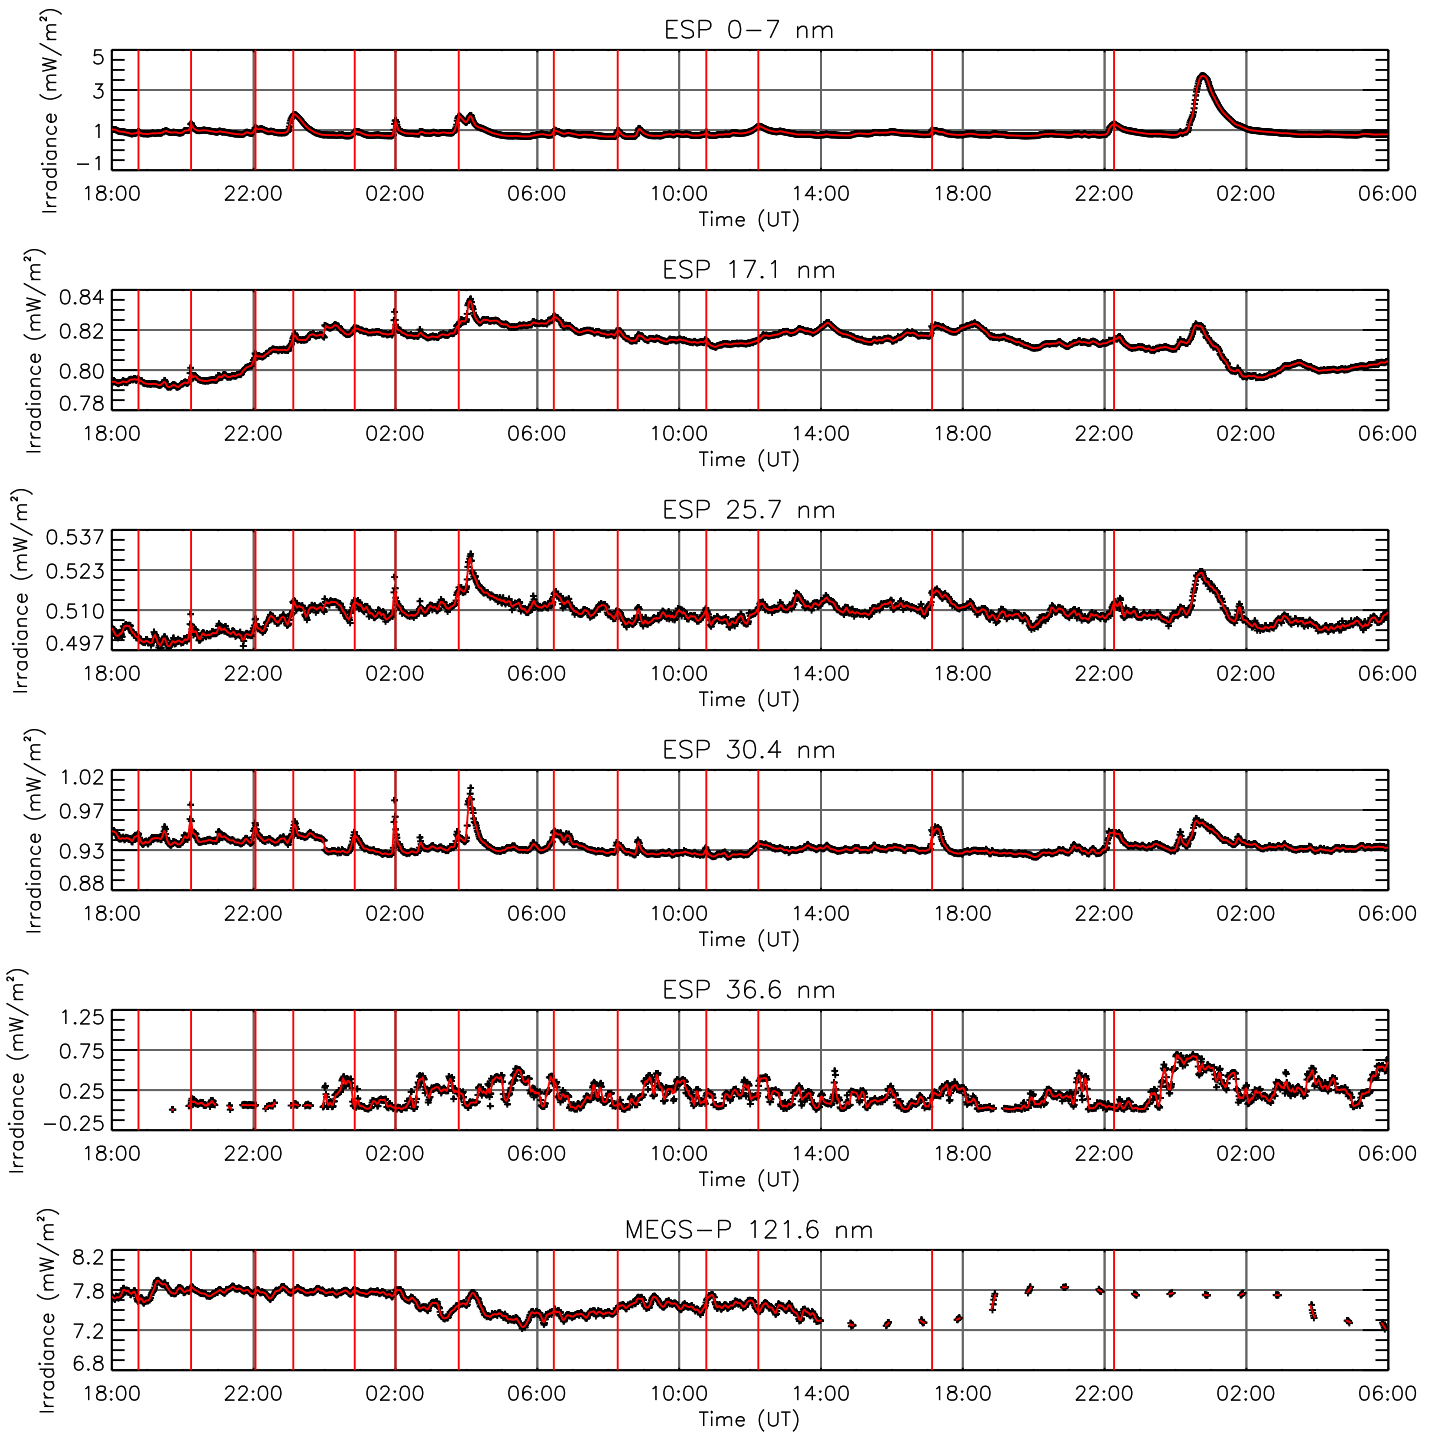 ESP 0-7 nm
Irradiance (mW/m²)
5
3
1
-1
18:00 22:00 02:00 06:00 10:00 14:00 18:00 22:00 02:00 06:00
Time (UT)
ESP 17.1 nm
Irradiance (mW/m²)
0.84
0.82
0.80
0.78
18:00 22:00 02:00 06:00 10:00 14:00 18:00 22:00 02:00 06:00
Time (UT)
ESP 25.7 nm
Irradiance (mW/m²)
0.537
0.523
0.510
0.497
18:00 22:00 02:00 06:00 10:00 14:00 18:00 22:00 02:00 06:00
Time (UT)
ESP 30.4 nm
Irradiance (mW/m²)
1.02
0.97
0.93
0.88
18:00 22:00 02:00 06:00 10:00 14:00 18:00 22:00 02:00 06:00
Time (UT)
ESP 36.6 nm
Irradiance (mW/m²)
1.25
0.75
0.25
-0.25
18:00 22:00 02:00 06:00 10:00 14:00 18:00 22:00 02:00 06:00
Time (UT)
MEGS-P 121.6 nm
Irradiance (mW/m²)
8.2
7.8
7.2
6.8
18:00 22:00 02:00 06:00 10:00 14:00 18:00 22:00 02:00 06:00
Time (UT)